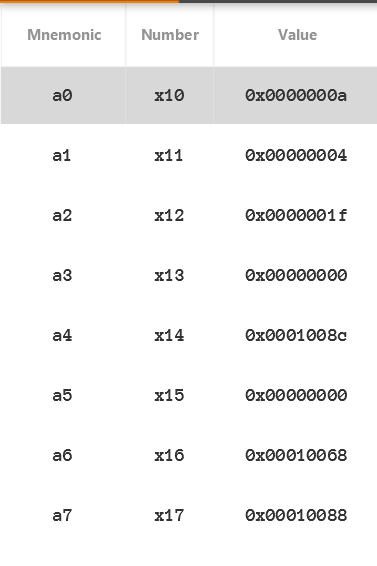 Mnemonic Number Value
a0 x10 0x0000000a
a1 x11 0x00000004
a2 x12 0x0000001f
a3 x13 0x00000000
a4 x14 0x0001008c
a5 x15 0x00000000
a6 x16 0x00010068
a7 x17 0x00010088